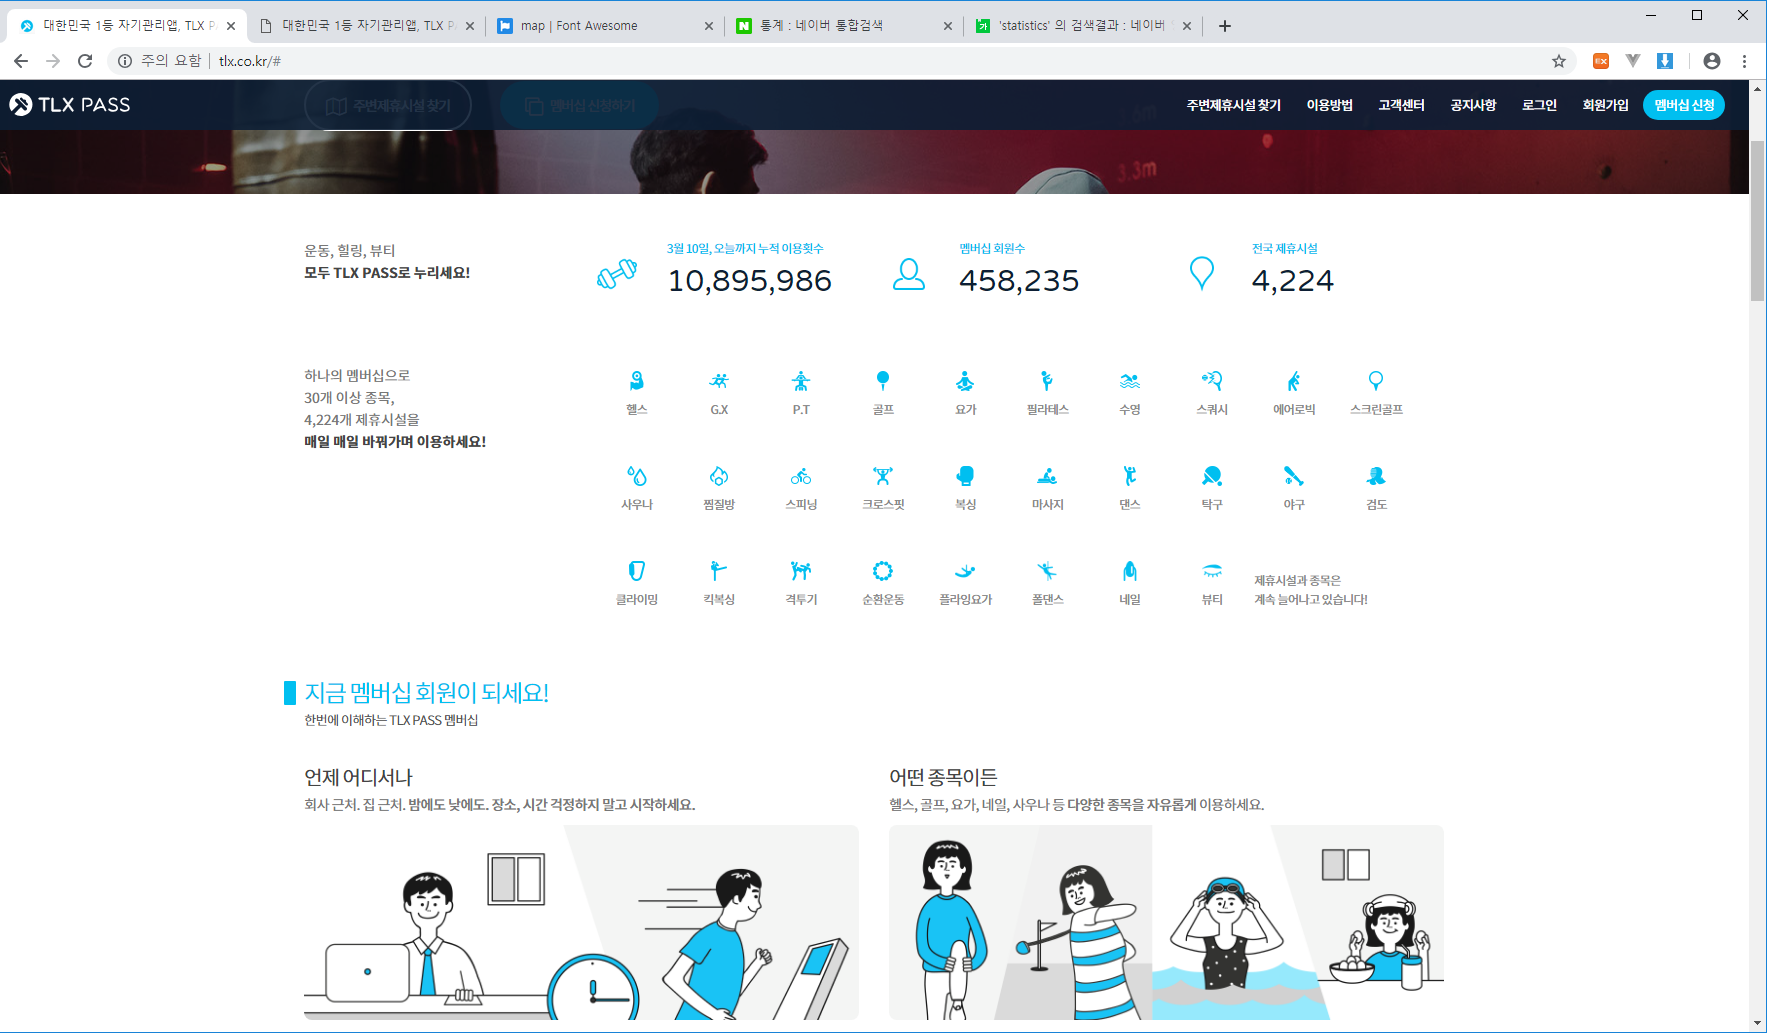 대한민국 1등 자기관리앱, TLX P
대한민국 1등 자기관리앱, TLX P
map | Font Awesome
통계 : 네이버 통합검색
'statistics' 의 검색결과 : 네이버
주의 요함 | tlx.co.kr/#
TLX PASS
주변제휴시설 찾기
멤버십 신청하기
주변제휴시설 찾기
이용방법
고객센터
공지사항
로그인
회원가입
멤버십 신청
3.3m
운동, 힐링, 뷰티
모두 TLX PASS로 누리세요!
3월 10일, 오늘까지 누적 이용횟수
10,895,986
멤버십 회원수
458,235
전국 제휴시설
4,224
하나의 멤버십으로
30개 이상 종목,
4,224개 제휴시설을
매일 매일 바꿔가며 이용하세요!
헬스
G.X
P.T
골프
요가
필라테스
수영
스쿼시
에어로빅
스크린골프
사우나
찜질방
스피닝
크로스핏
복싱
마사지
댄스
탁구
야구
검도
클라이밍
킥복싱
격투기
순환운동
플라잉요가
폴댄스
네일
뷰티
제휴시설과 종목은
계속 늘어나고 있습니다!
지금 멤버십 회원이 되세요!
한번에 이해하는 TLX PASS 멤버십
언제 어디서나
회사 근처. 집 근처. 밤에도 낮에도. 장소, 시간 걱정하지 말고 시작하세요.
어떤 종목이든
헬스, 골프, 요가, 네일, 사우나 등 다양한 종목을 자유롭게 이용하세요.